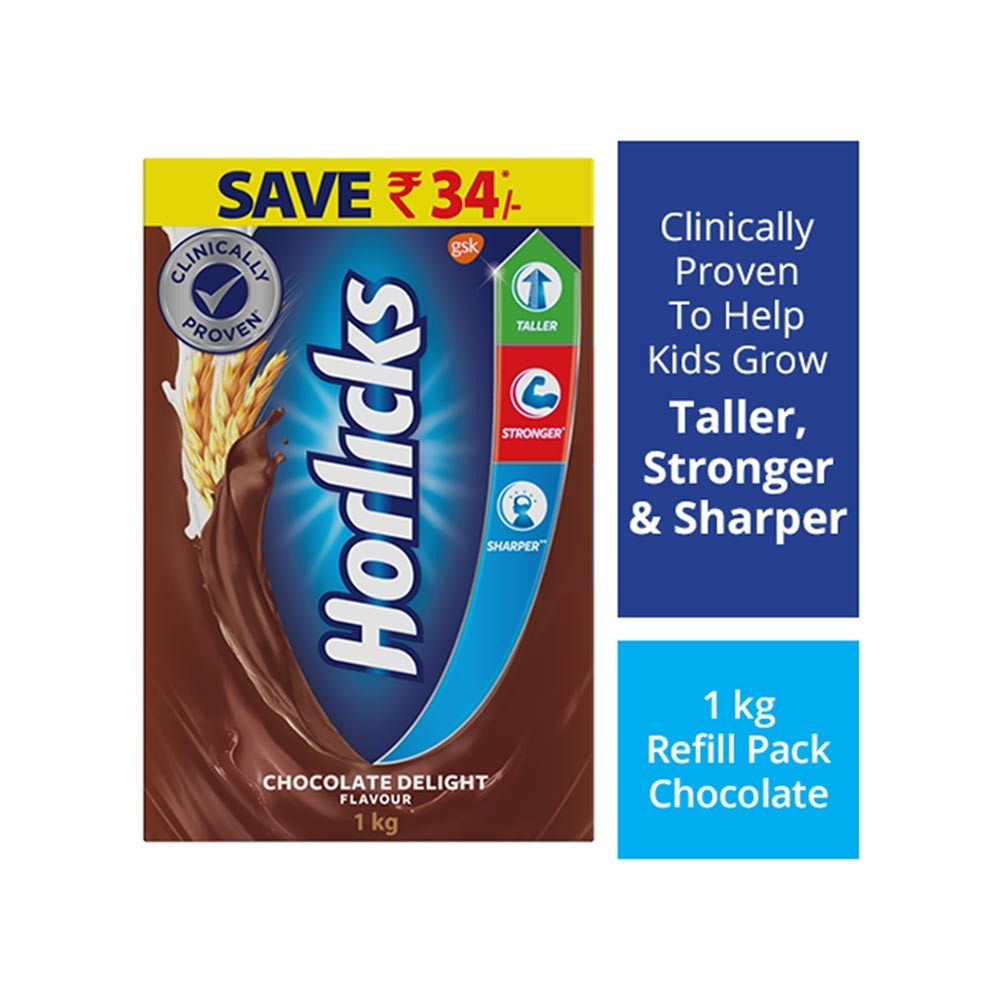 SAVE ₹ 34*/-
CLINICALLY
PROVEN
gsk
Horlicks
TALLER
STRONGER*
SHARPER**
CHOCOLATE DELIGHT
FLAVOUR
1 kg
Clinically
Proven
To Help
Kids Grow
Taller,
Stronger
& Sharper
1 kg
Refill Pack
Chocolate